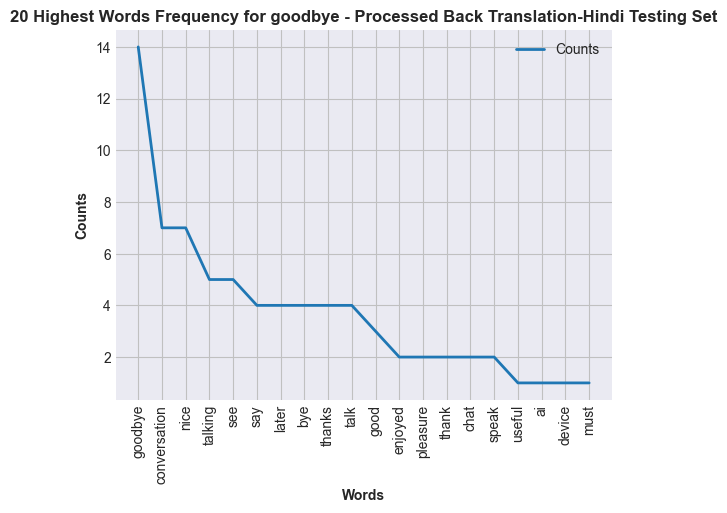 20 Highest Words Frequency for goodbye - Processed Back Translation-Hindi Testing Set
Counts
14
12
10
8
6
4
2
Counts
goodbye
conversation
nice
talking
see
say
later
bye
thanks
talk
good
enjoyed
pleasure
thank
chat
speak
useful
ai
device
must
Words